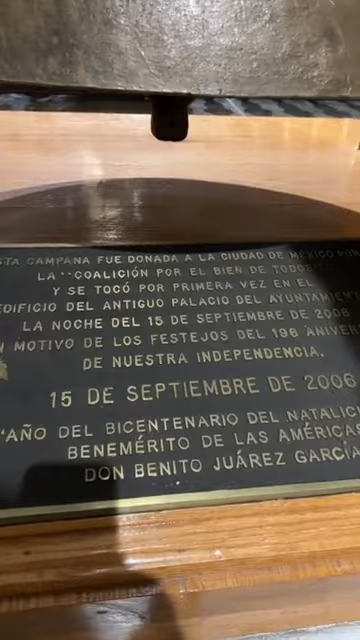 CAMPANA FUE DONADA A LA CIUDAD DE MÉXICO POR
LA "COALICIÓN POR EL BIEN DE TODOS"
Y SE TOCÓ POR PRIMERA VEZ EN EL
EDIFICIO DEL ANTIGUO PALACIO DEL AYUNTAMIENTO
LA NOCHE DEL 15 DE SEPTIEMBRE DE 2006
MOTIVO DE LOS FESTEJOS DEL 196 ANIVERSARIO
DE NUESTRA INDEPENDENCIA.
15 DE SEPTIEMBRE DE 2006
"AÑO DEL BICENTENARIO DEL NATALICIO
BENEMÉRITO DE LAS AMÉRICAS
DON BENITO JUÁREZ GARCÍA